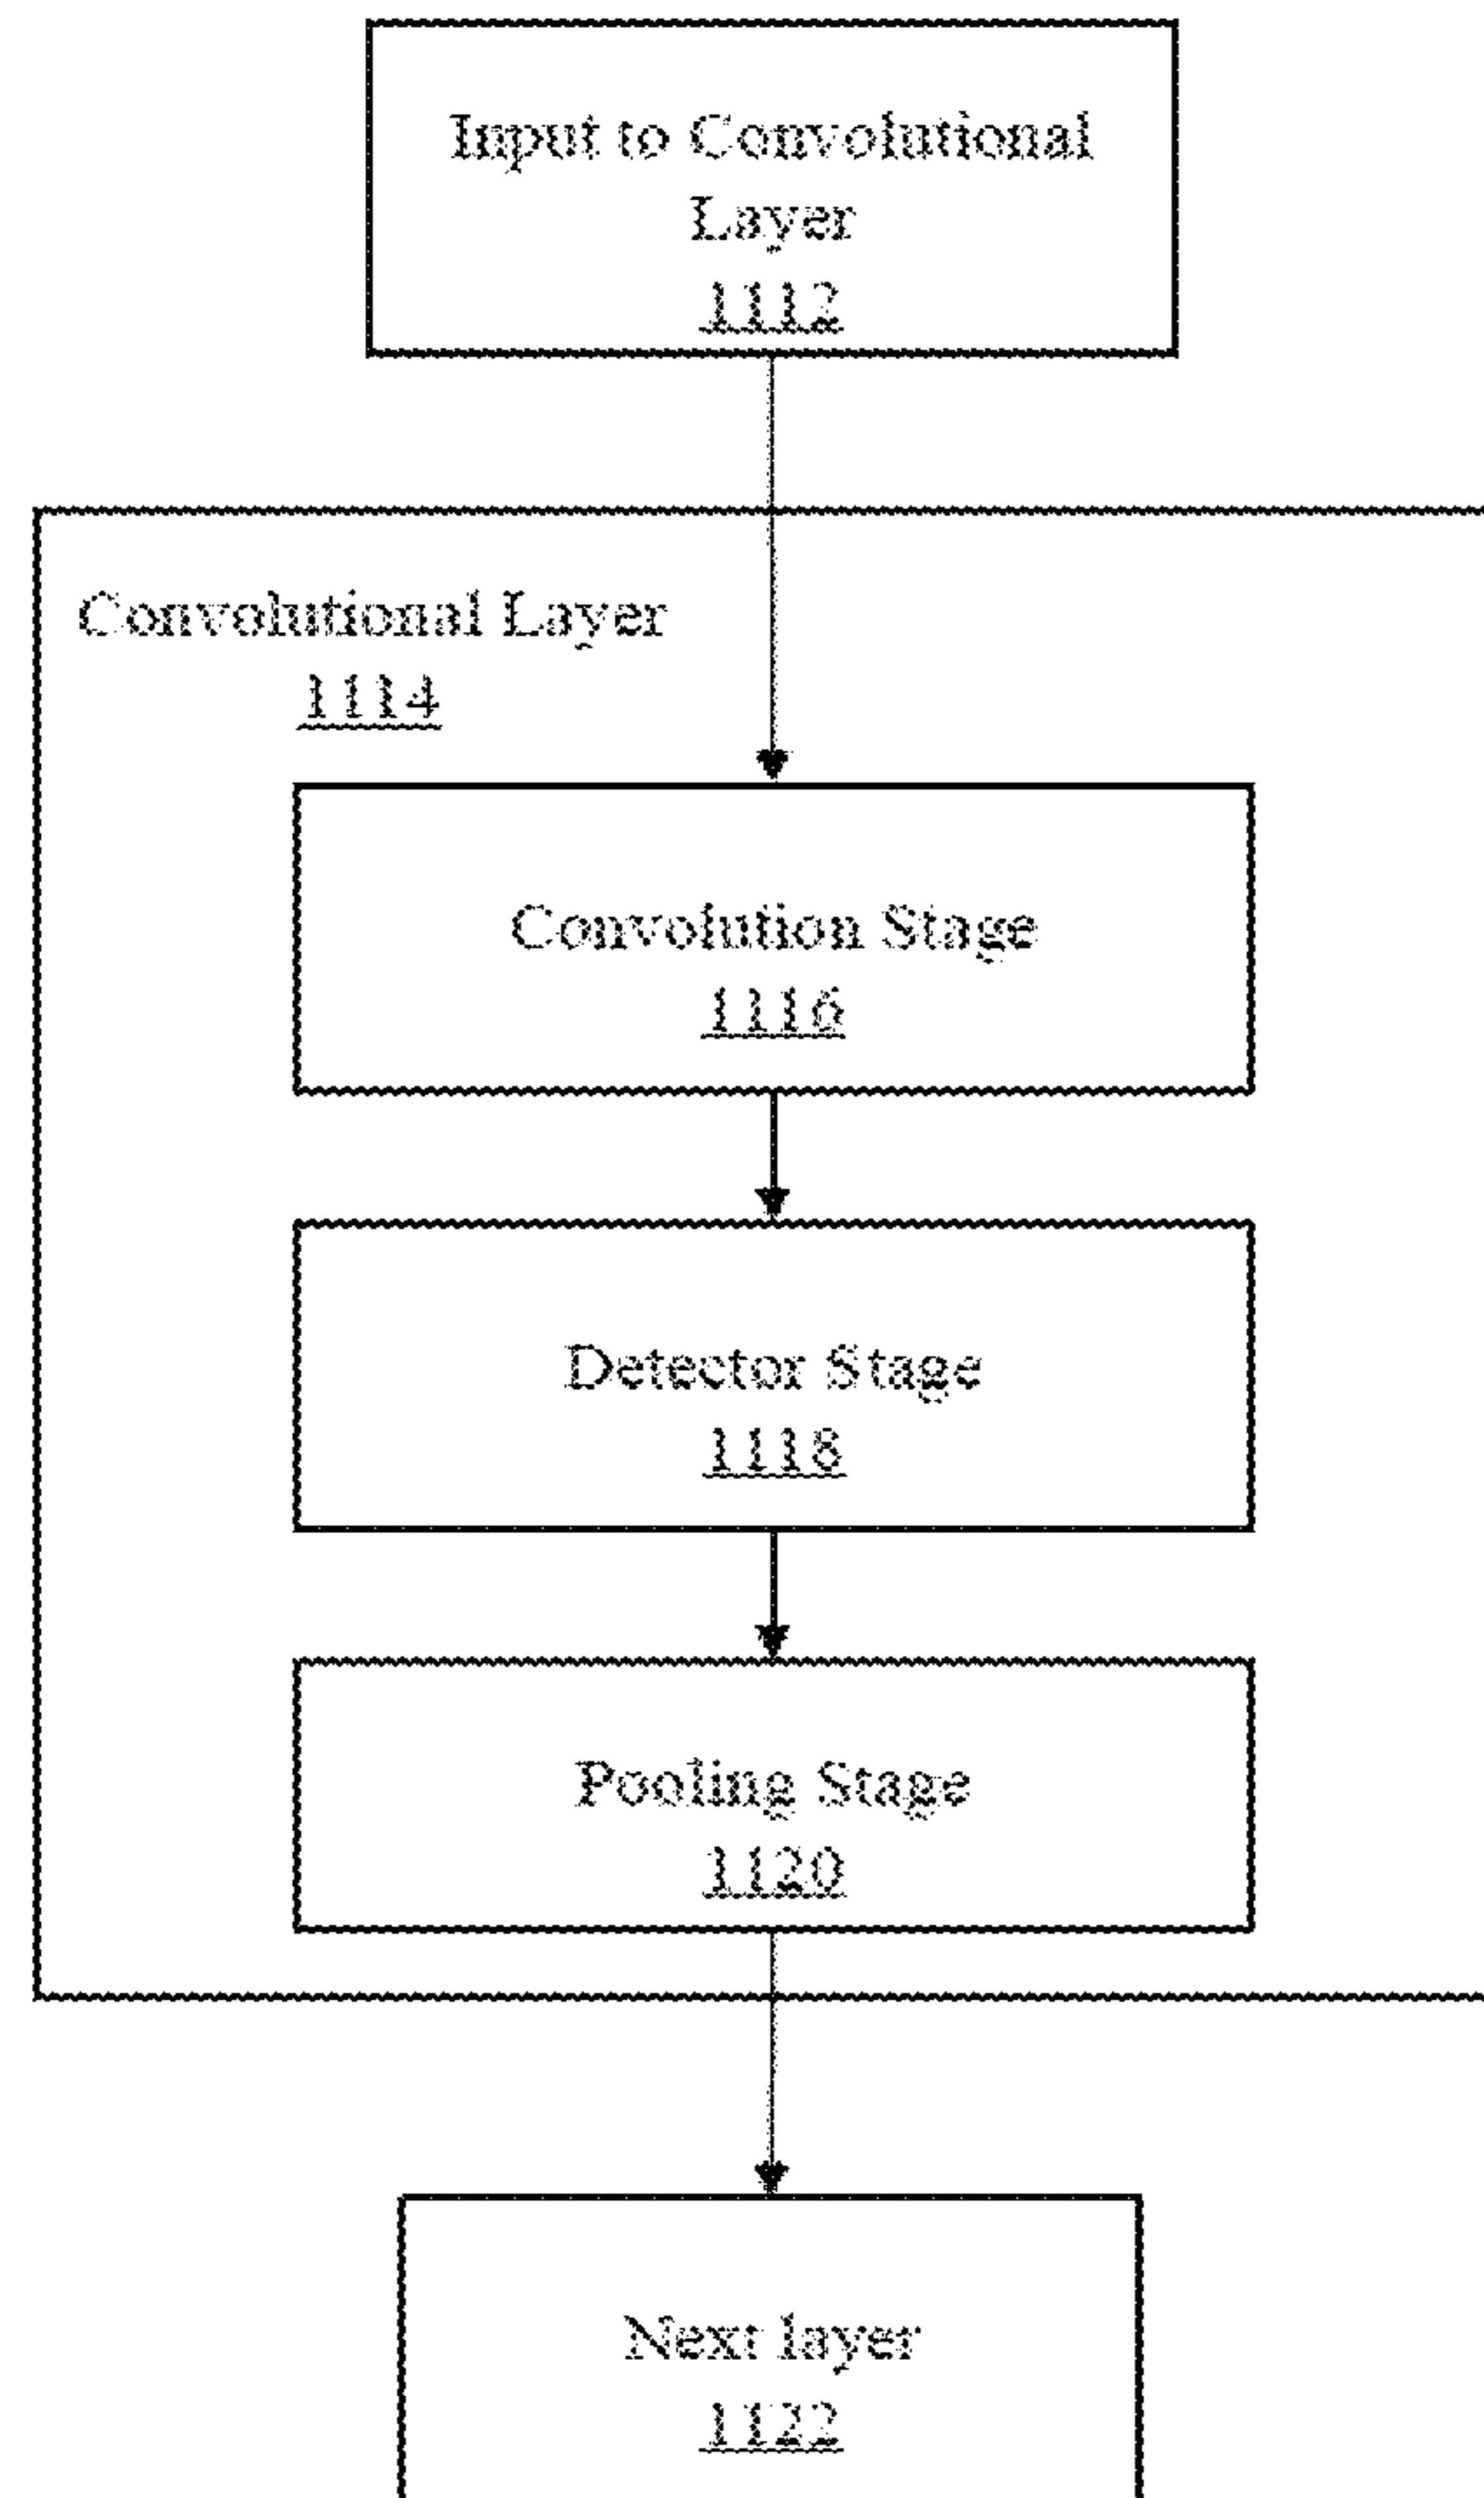 Input to Convolutional
Layer
1112
Convolutional Layer
1114
Convolution Stage
1116
Detector Stage
1118
Pooling Stage
1120
Next layer
1122